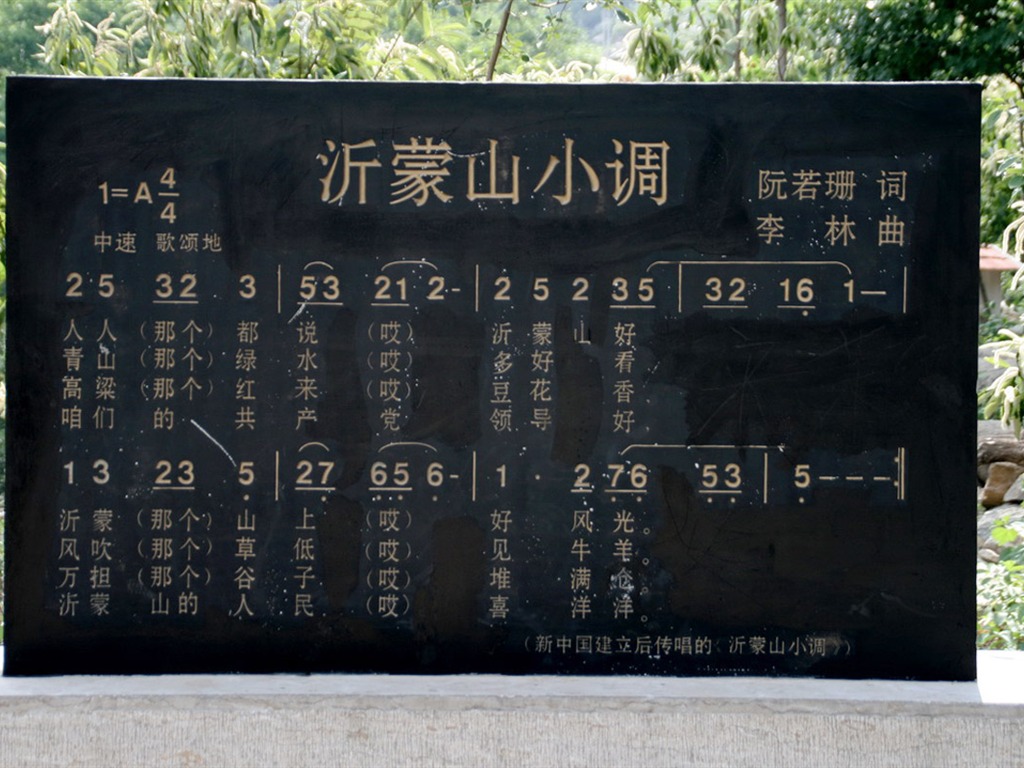 沂蒙山小调
1=A 4/4
阮若珊 词
中速 歌颂地
李 林 曲
2 5 32 3 | 53 21 2- | 2 5 2 35 | 32 16 1— |
人 人 (那 个) 都 说 (哎) 沂 蒙 山 好
青 山 (那 个) 绿 水 (哎) 多 好 看
高 粱 (那 个) 红 来 (哎) 豆 花 香
咱 们 的 共 产 党 领 导 好
1 3 23 5 | 27 65 6- | 1 · 2 76 53 | 5 - - - ‖
沂 蒙 (那 个) 山 上 (哎) 好 风 光。
风 吹 (那 个) 草 低 (哎) 见 牛 羊。
万 担 (那 个) 谷 子 (哎) 堆 满 仓。
沂 蒙 山 的 人 民 (哎) 喜 洋 洋。
(新中国建立后传唱的《沂蒙山小调》)